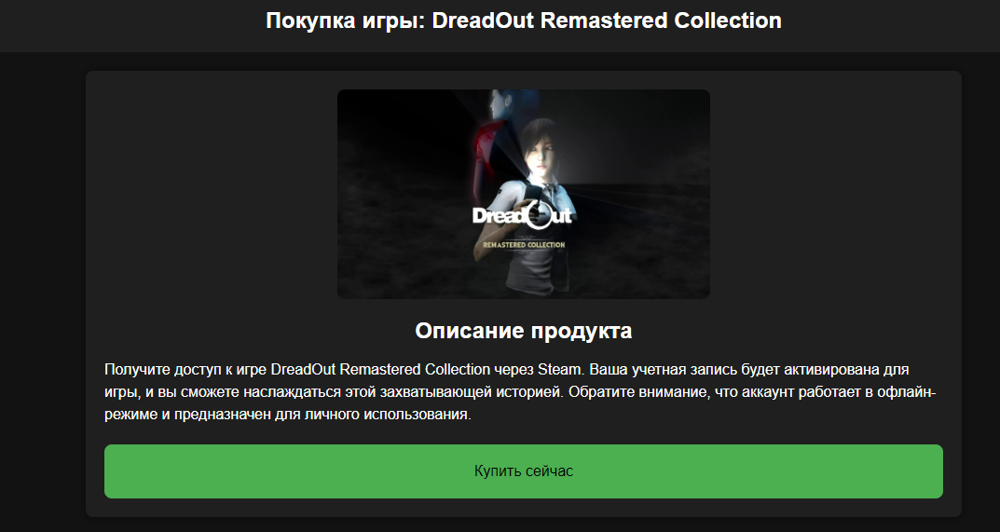 Покупка игры: DreadOut Remastered Collection
DreadOut
REMASTERED COLLECTION
Описание продукта
Получите доступ к игре DreadOut Remastered Collection через Steam. Ваша учетная запись будет активирована для
игры, и вы сможете наслаждаться этой захватывающей историей. Обратите внимание, что аккаунт работает в офлайн-
режиме и предназначен для личного использования.
Купить сейчас